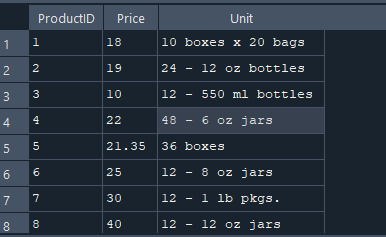 ProductID Price Unit
1 1 18 10 boxes x 20 bags
2 2 19 24 - 12 oz bottles
3 3 10 12 - 550 ml bottles
4 4 22 48 - 6 oz jars
5 5 21.35 36 boxes
6 6 25 12 - 8 oz jars
7 7 30 12 - 1 lb pkgs.
8 8 40 12 - 12 oz jars